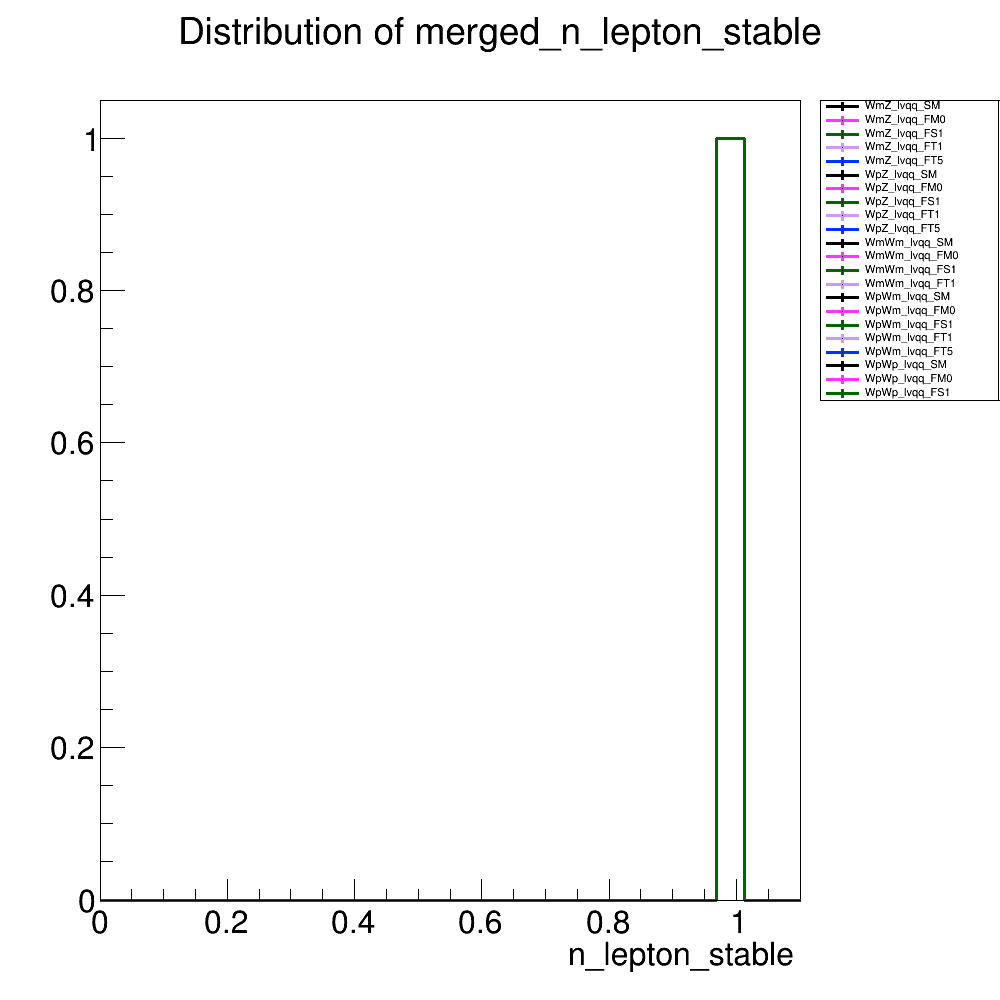 Distribution of merged_n_lepton_stable
WmZ_lvqq_SM
WmZ_lvqq_FM0
WmZ_lvqq_FS1
WmZ_lvqq_FT1
WmZ_lvqq_FT5
WpZ_lvqq_SM
WpZ_lvqq_FM0
WpZ_lvqq_FS1
WpZ_lvqq_FT1
WpZ_lvqq_FT5
WmWm_lvqq_SM
WmWm_lvqq_FM0
WmWm_lvqq_FS1
WmWm_lvqq_FT1
WpWm_lvqq_SM
WpWm_lvqq_FM0
WpWm_lvqq_FS1
WpWm_lvqq_FT1
WpWm_lvqq_FT5
WpWp_lvqq_SM
WpWp_lvqq_FM0
WpWp_lvqq_FS1
1
0.8
0.6
0.4
0.2
0
0 0.2 0.4 0.6 0.8 1
n_lepton_stable